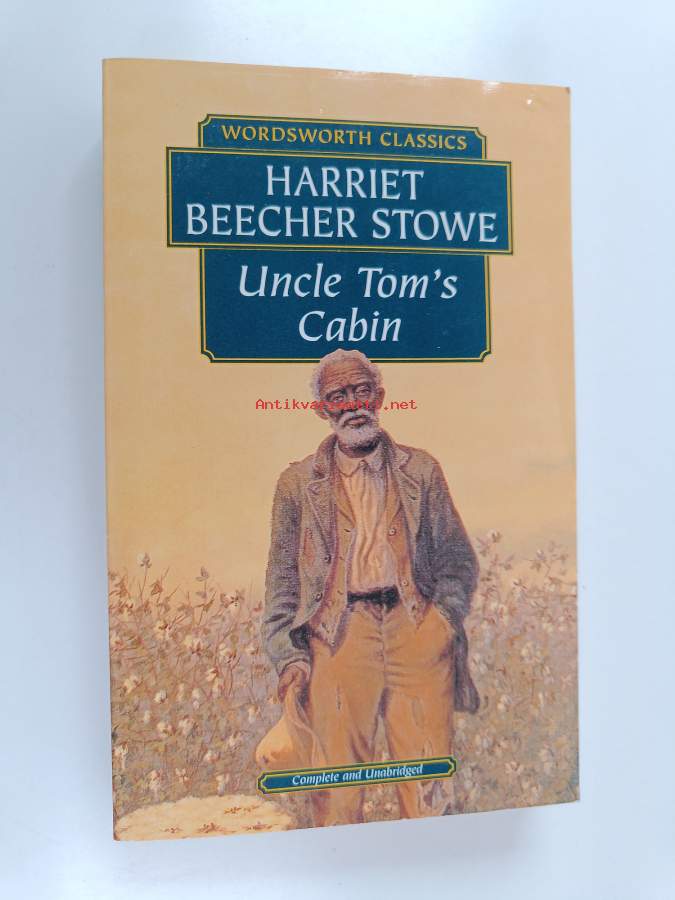 WORDSWORTH CLASSICS
HARRIET
BEECHER STOWE
Uncle Tom's
Cabin
Antikvariaatti.net
Complete and Unabridged